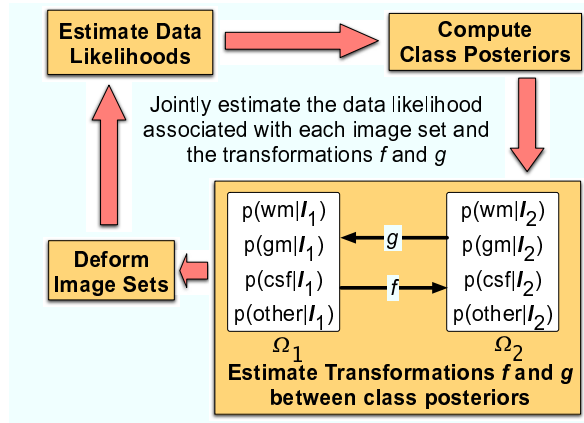 Estimate Data
Likelihoods
Compute
Class Posteriors
Jointly estimate the data likelihood
associated with each image set and
the transformations f and g
p(wm|I1)
p(gm|I1)
p(csf|I1)
p(other|I1)
Ω1
g
f
p(wm|I2)
p(gm|I2)
p(csf|I2)
p(other|I2)
Ω2
Estimate Transformations f and g
between class posteriors
Deform
Image Sets